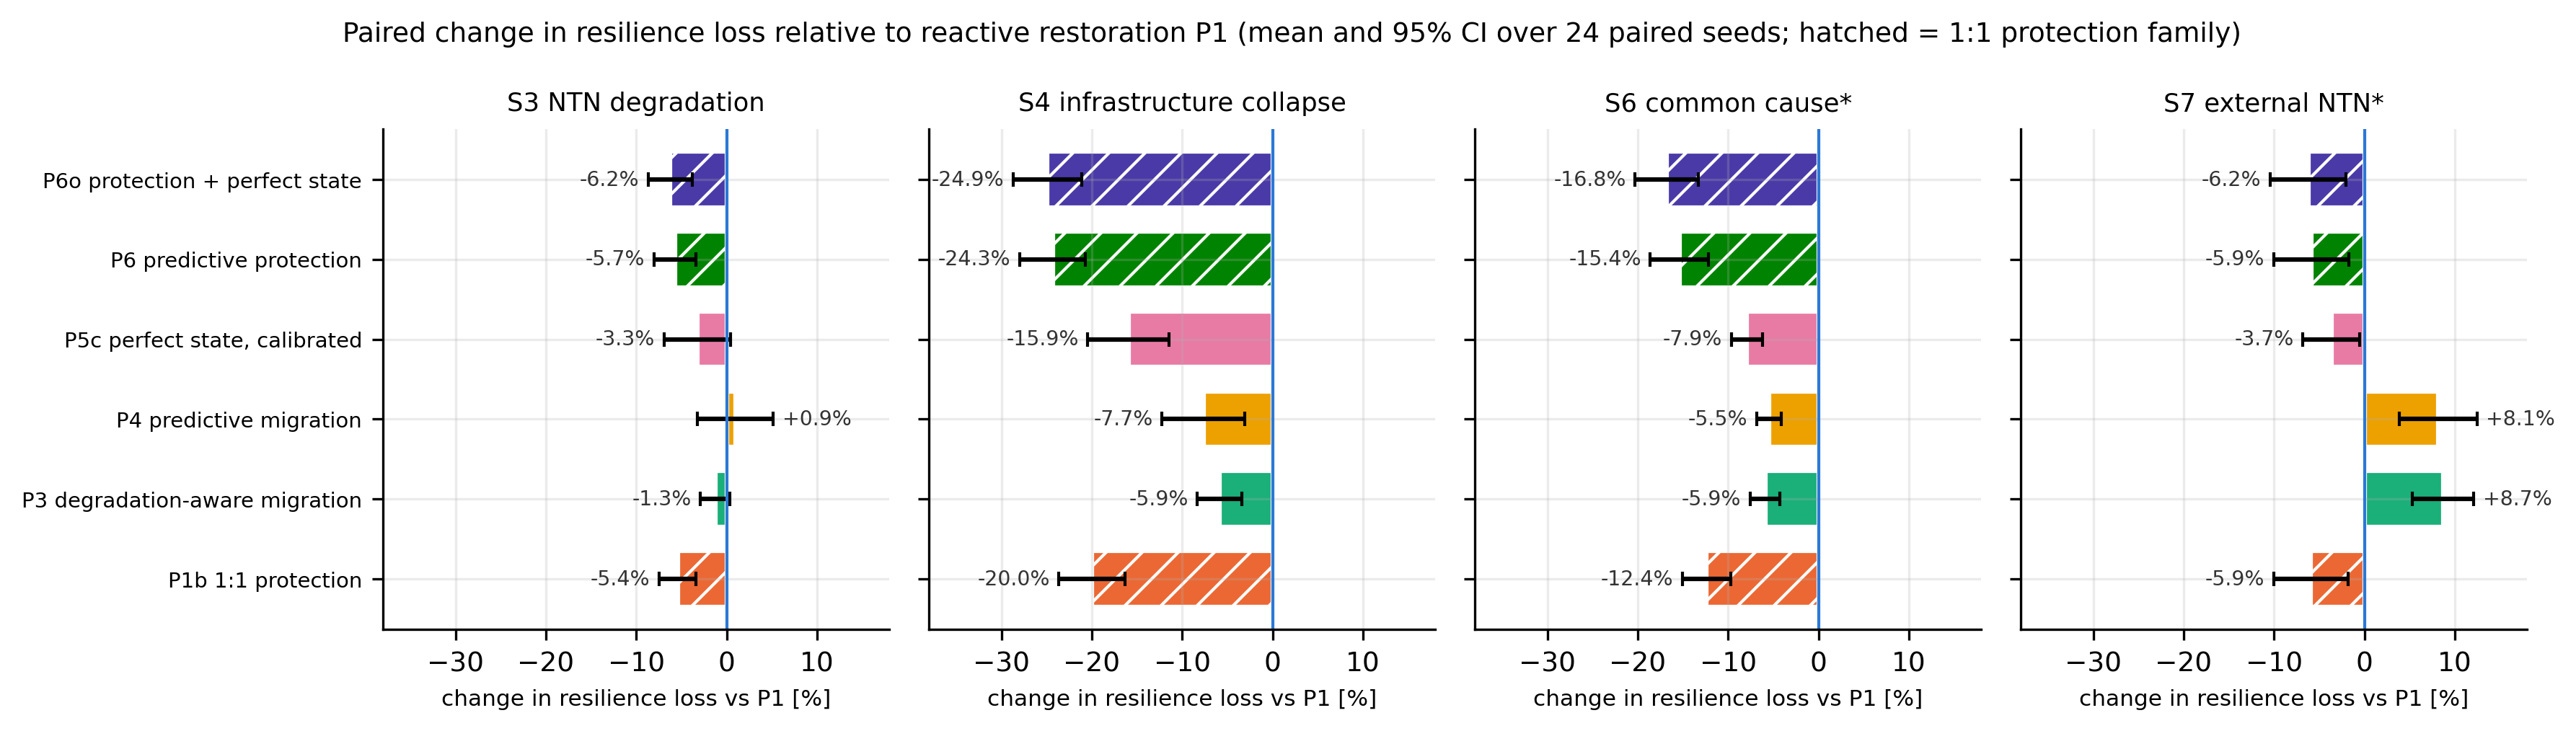 Paired change in resilience loss relative to reactive restoration P1 (mean and 95% CI over 24 paired seeds; hatched = 1:1 protection family)
S3 NTN degradation
S4 infrastructure collapse
S6 common cause*
S7 external NTN*
P6o protection + perfect state
-6.2%
-24.9%
-16.8%
-6.2%
P6 predictive protection
-5.7%
-24.3%
-15.4%
-5.9%
P5c perfect state, calibrated
-3.3%
-15.9%
-7.9%
-3.7%
P4 predictive migration
+0.9%
-7.7%
-5.5%
+8.1%
P3 degradation-aware migration
-1.3%
-5.9%
-5.9%
+8.7%
P1b 1:1 protection
-5.4%
-20.0%
-12.4%
-5.9%
−30 −20 −10 0 10
−30 −20 −10 0 10
−30 −20 −10 0 10
−30 −20 −10 0 10
change in resilience loss vs P1 [%]
change in resilience loss vs P1 [%]
change in resilience loss vs P1 [%]
change in resilience loss vs P1 [%]